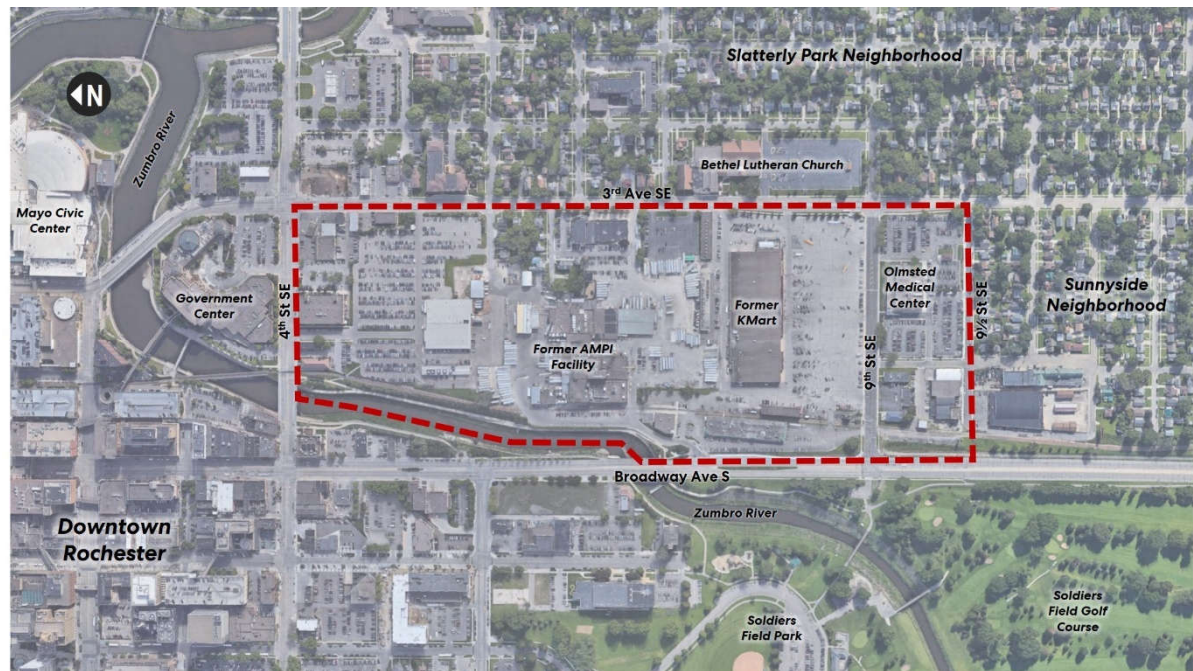 Slatterly Park Neighborhood
N
Zumbro River
Bethel Lutheran Church
3rd Ave SE
Mayo Civic
Center
Government
Center
4th St SE
Olmsted
Medical
Center
Sunnyside
Neighborhood
Former
KMart
9½ St SE
Former AMPI
Facility
9th St SE
Broadway Ave S
Zumbro River
Downtown
Rochester
Soldiers
Field Park
Soldiers
Field Golf
Course